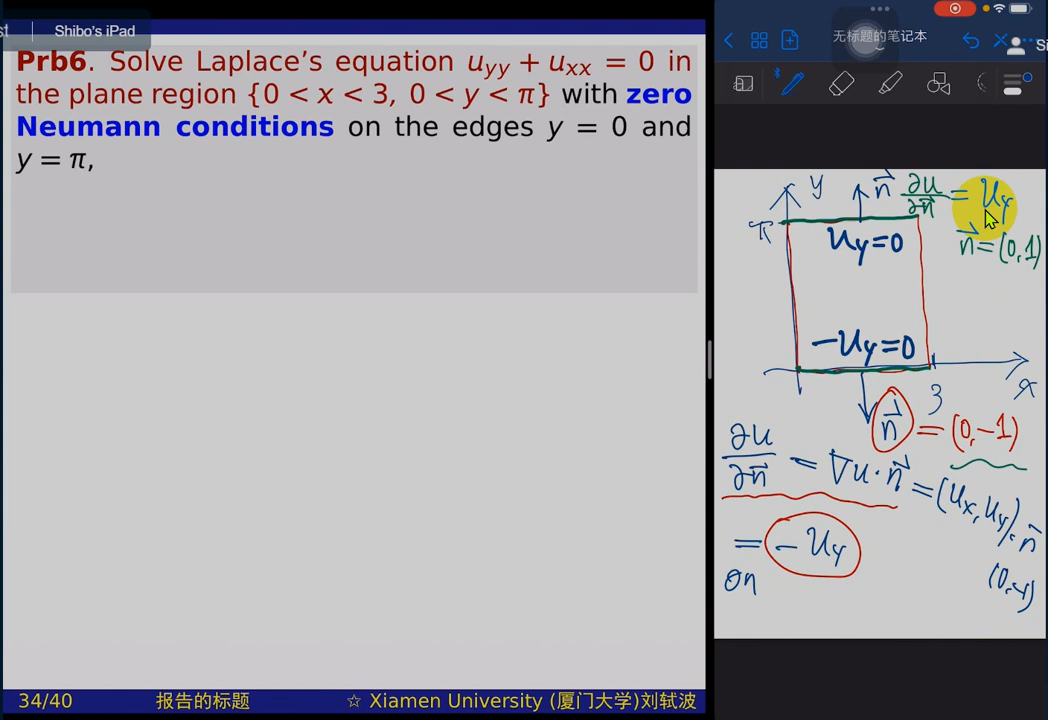 st
Shibo's iPad
Prb6. Solve Laplace's equation u_yy + u_xx = 0 in
the plane region {0 < x < 3, 0 < y < π} with zero
Neumann conditions on the edges y = 0 and
y = π,
34/40
报告的标题
☆ Xiamen University (厦门大学)刘轼波
无标题的笔记本
Si
y
n⃗
∂u/∂n⃗ = u_y
π
u_y=0
n⃗=(0,1)
-u_y=0
3
x
n⃗ = (0,-1)
∂u/∂n⃗ = ∇u·n⃗ = (u_x, u_y)·n⃗
= -u_y
on